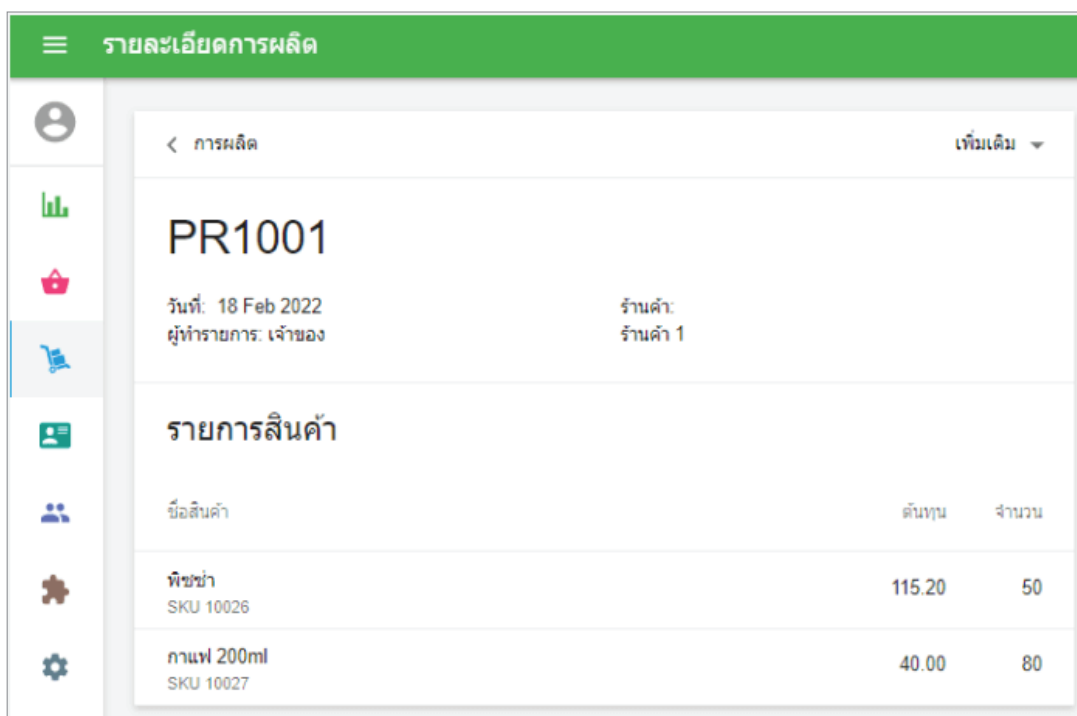 รายละเอียดการผลิต
การผลิต
เพิ่มเติม
PR1001
วันที่: 18 Feb 2022
ผู้ทำรายการ: เจ้าของ
ร้านค้า:
ร้านค้า 1
รายการสินค้า
ชื่อสินค้า ต้นทุน จำนวน
พิซซ่า 115.20 50
SKU 10026
กาแฟ 200ml 40.00 80
SKU 10027